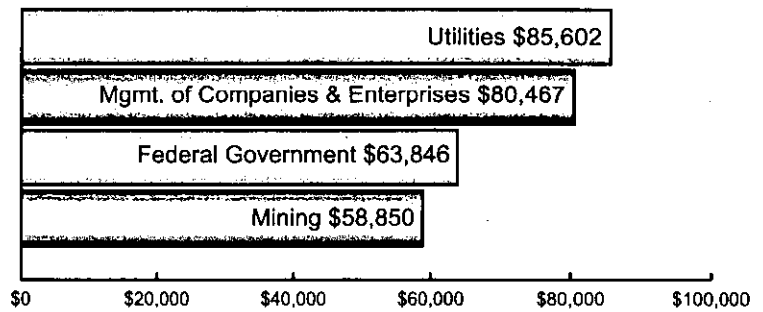 Utilities $85,602
Mgmt. of Companies & Enterprises $80,467
Federal Government $63,846
Mining $58,850
$0 $20,000 $40,000 $60,000 $80,000 $100,000